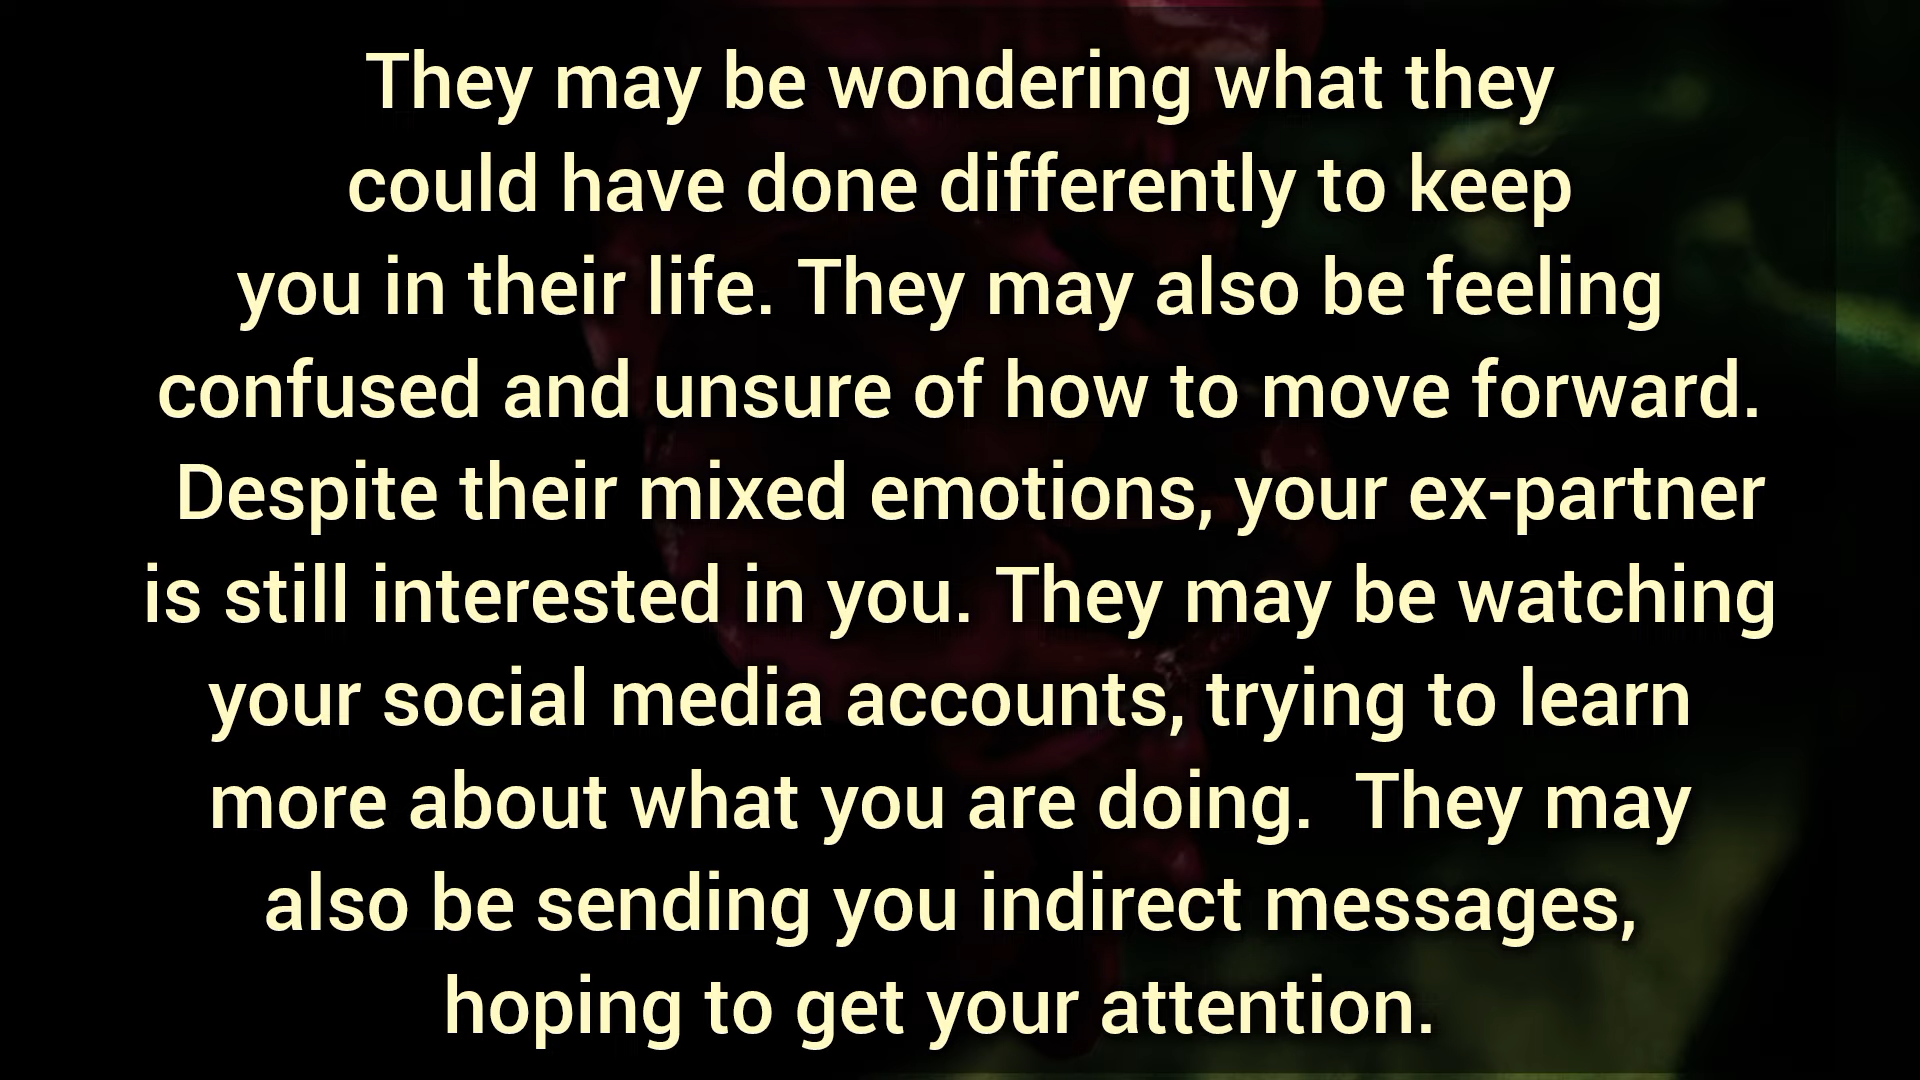 They may be wondering what they
could have done differently to keep
you in their life. They may also be feeling
confused and unsure of how to move forward.
Despite their mixed emotions, your ex-partner
is still interested in you. They may be watching
your social media accounts, trying to learn
more about what you are doing.  They may
also be sending you indirect messages,
hoping to get your attention.